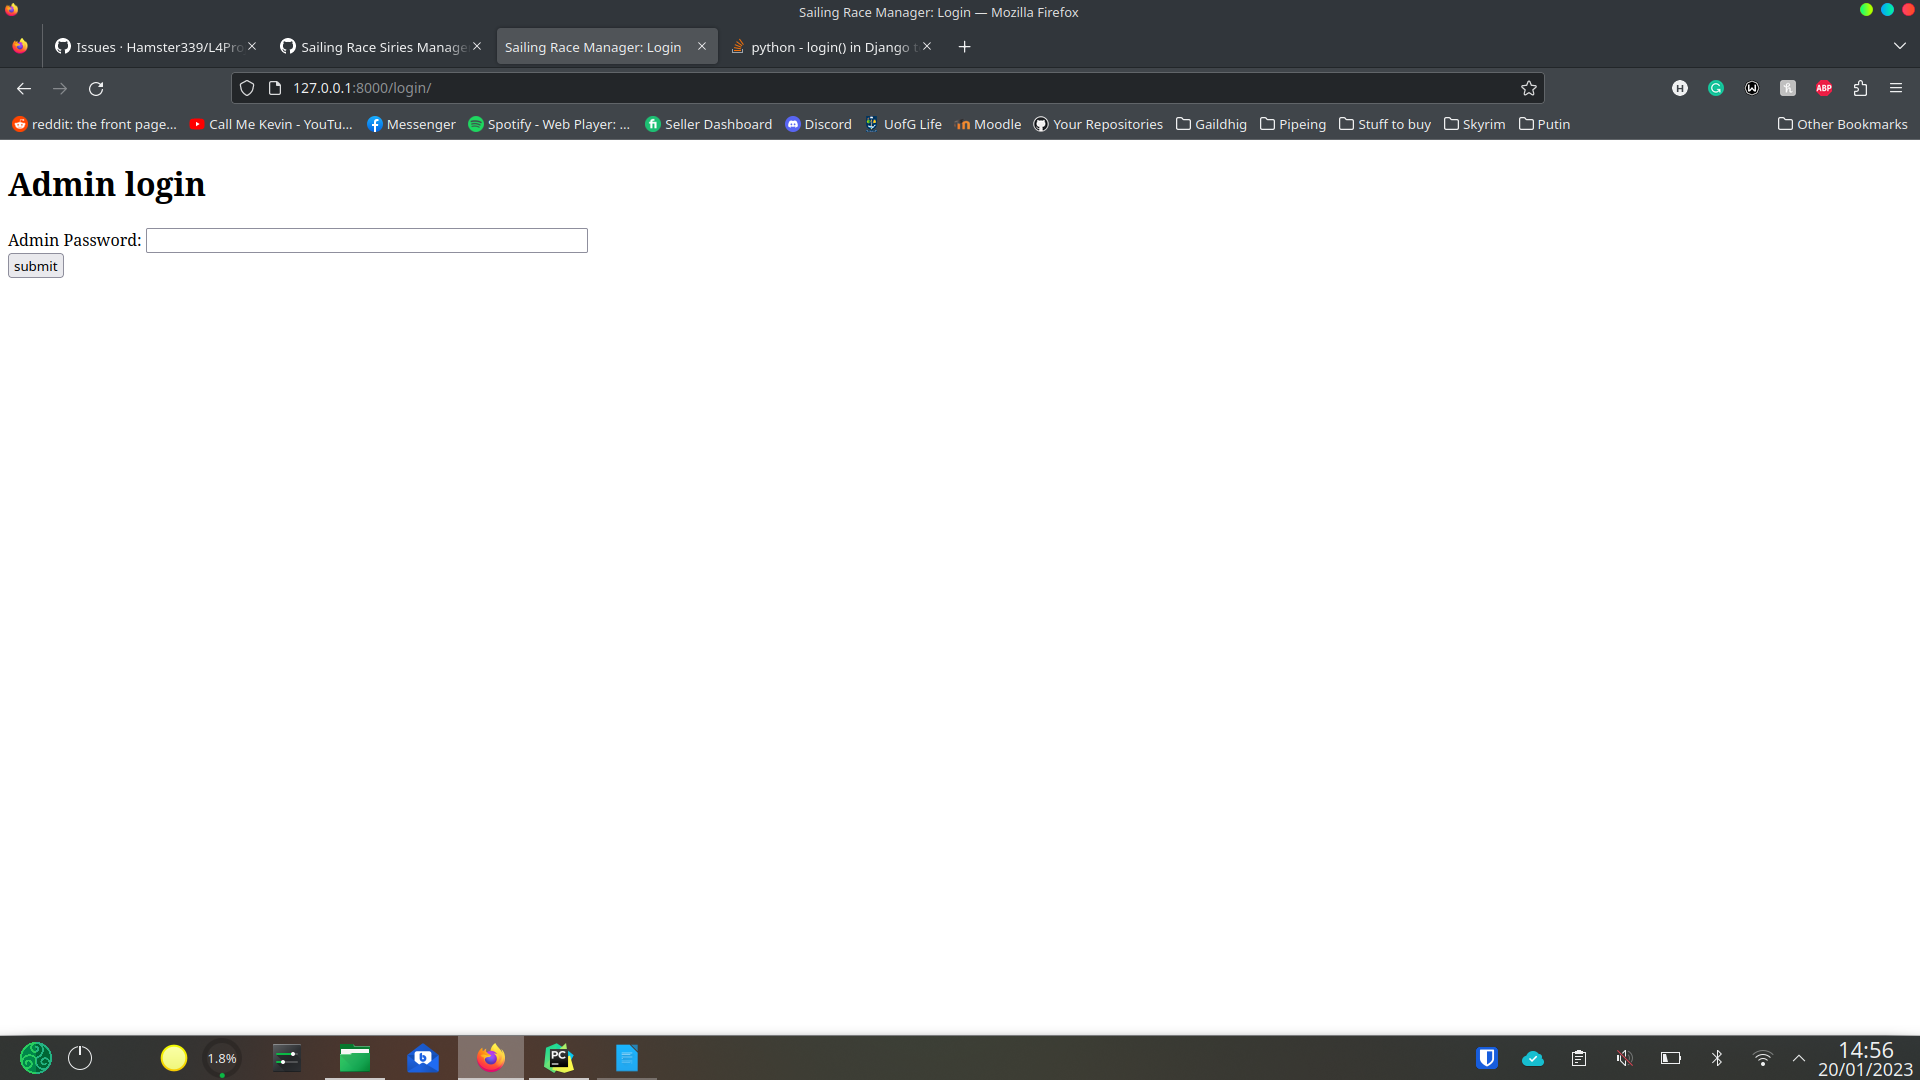 Sailing Race Manager: Login — Mozilla Firefox
Issues · Hamster339/L4Pro
Sailing Race Siries Manage
Sailing Race Manager: Login
python - login() in Django t
127.0.0.1:8000/login/
H
ABP
reddit: the front page...
Call Me Kevin - YouTu...
Messenger
Spotify - Web Player: ...
Seller Dashboard
Discord
UofG Life
Moodle
Your Repositories
Gaildhig
Pipeing
Stuff to buy
Skyrim
Putin
Other Bookmarks
Admin login
Admin Password:
submit
1.8%
PC
14:56
20/01/2023